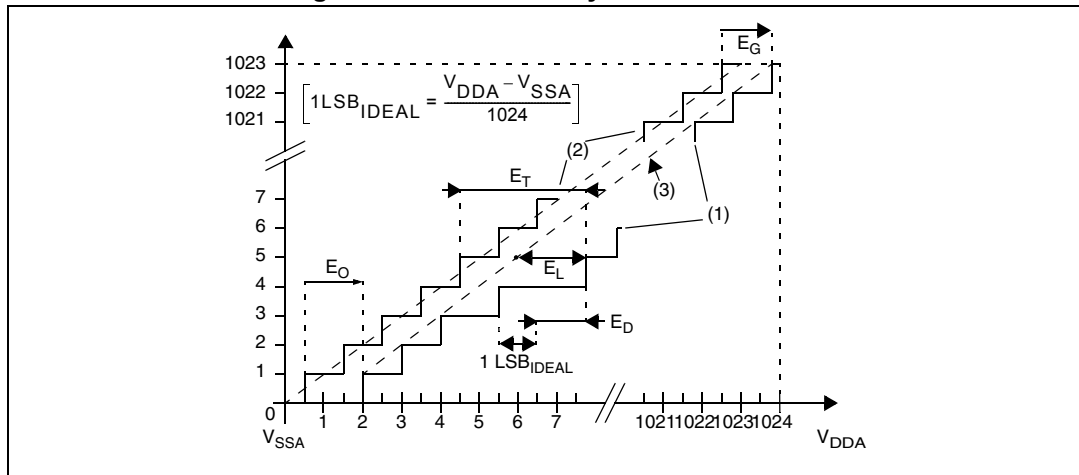 E_G
1023
1022
1021
[1LSB_IDEAL = (V_DDA – V_SSA) / 1024]
(2)
E_T
(3)
(1)
7
6
5
4
3
2
1
0
E_O
E_L
E_D
1 LSB_IDEAL
1 2 3 4 5 6 7 1021 1022 1023 1024
V_SSA
V_DDA